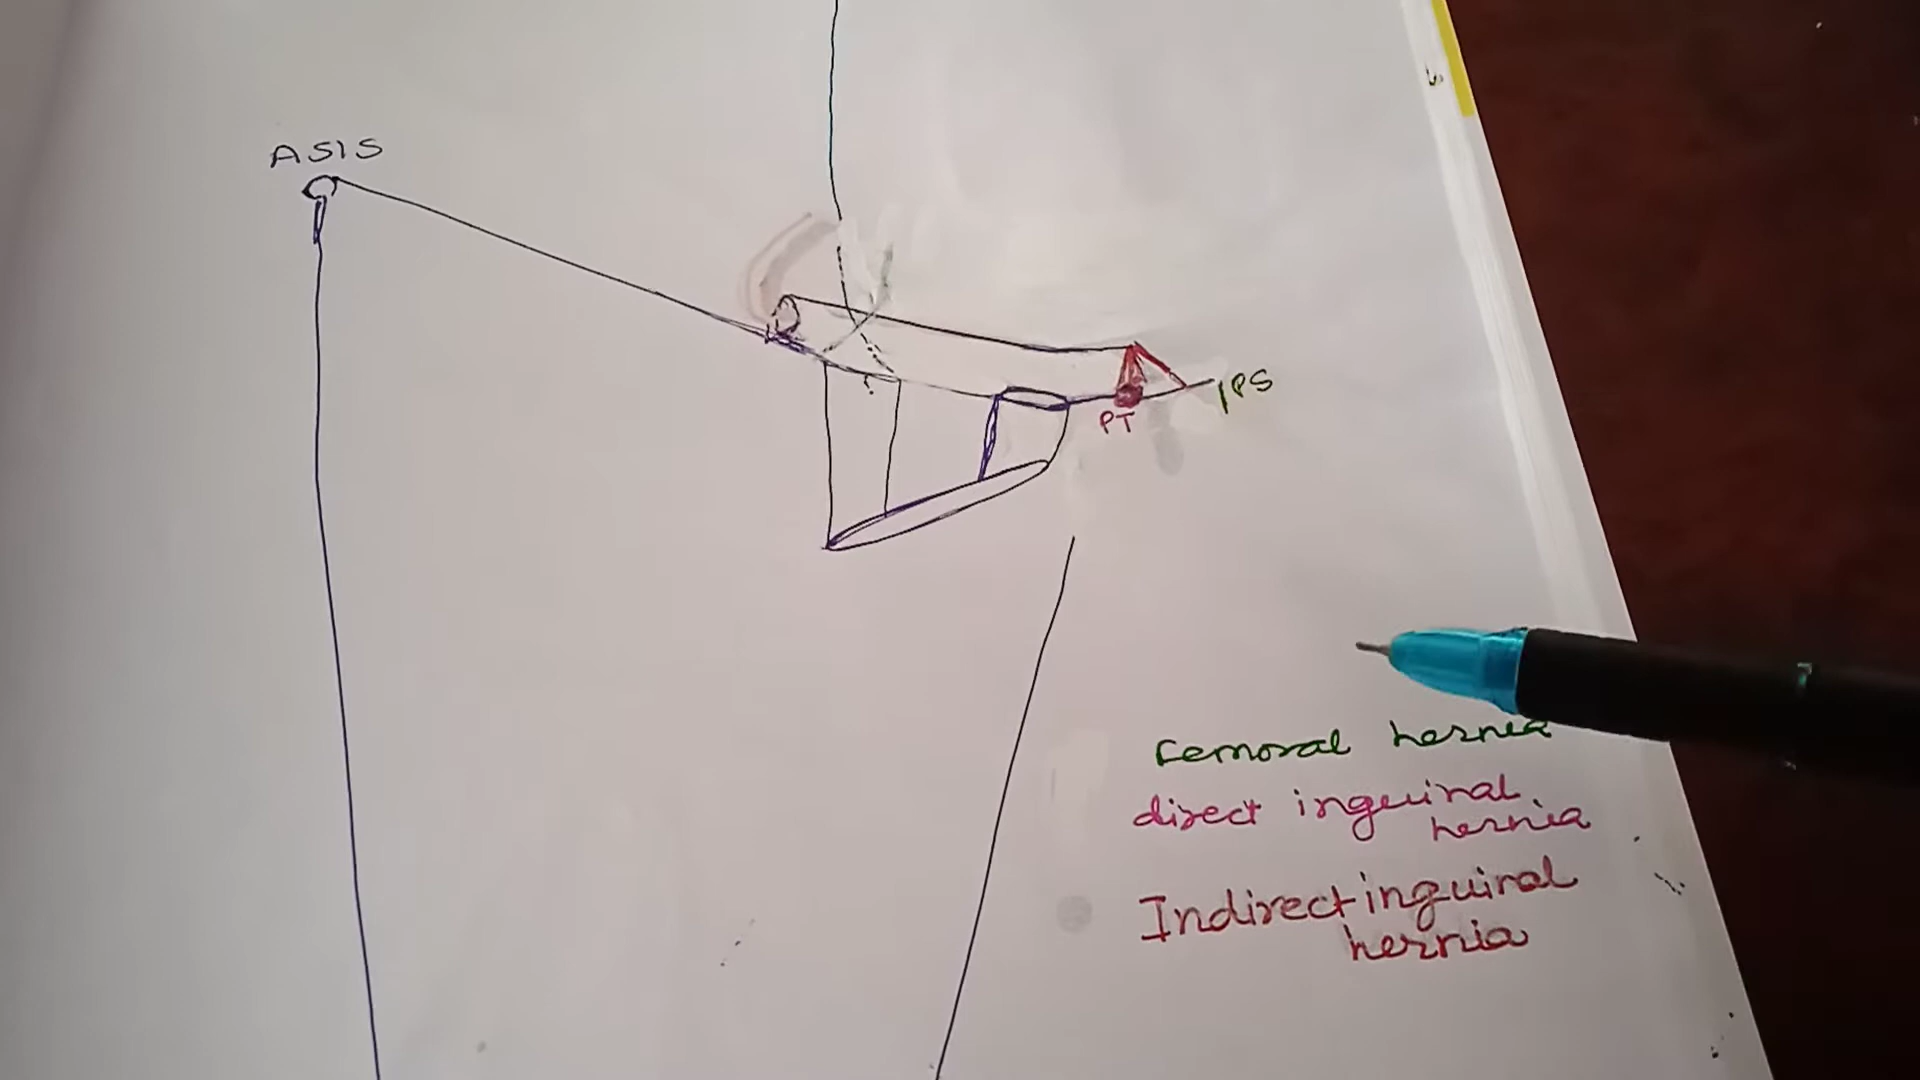 ASIS
PS
PT
Femoral hernia
direct inguinal
hernia
Indirect inguinal
hernia